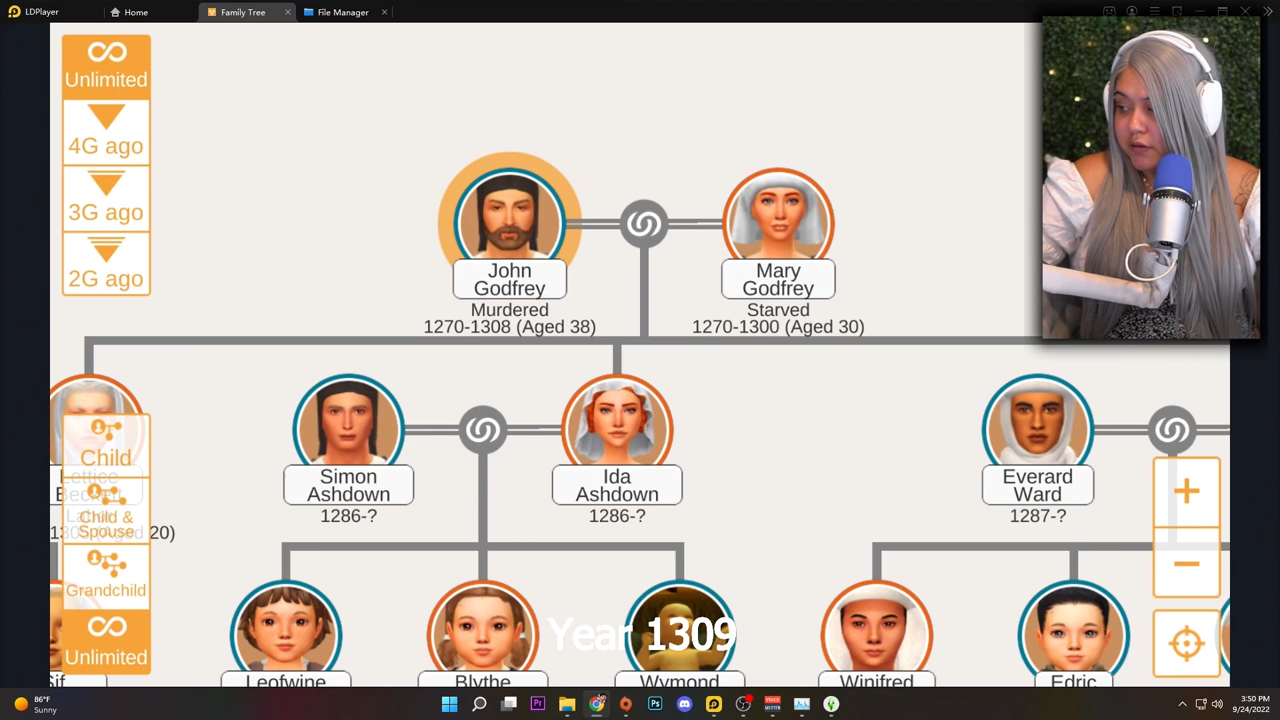 LDPlayer
Home
Family Tree
File Manager
Unlimited
4G ago
3G ago
2G ago
John
Godfrey
Murdered
1270-1308 (Aged 38)
Mary
Godfrey
Starved
1270-1300 (Aged 30)
Child
Child &
Spouse
Grandchild
Unlimited
Lettice
20)
Simon
Ashdown
1286-?
Ida
Ashdown
1286-?
Everard
Ward
1287-?
Year 1309
Leofwine
Blythe
Wymond
Winifred
Edric
86°F
Sunny
3:50 PM
9/24/2022